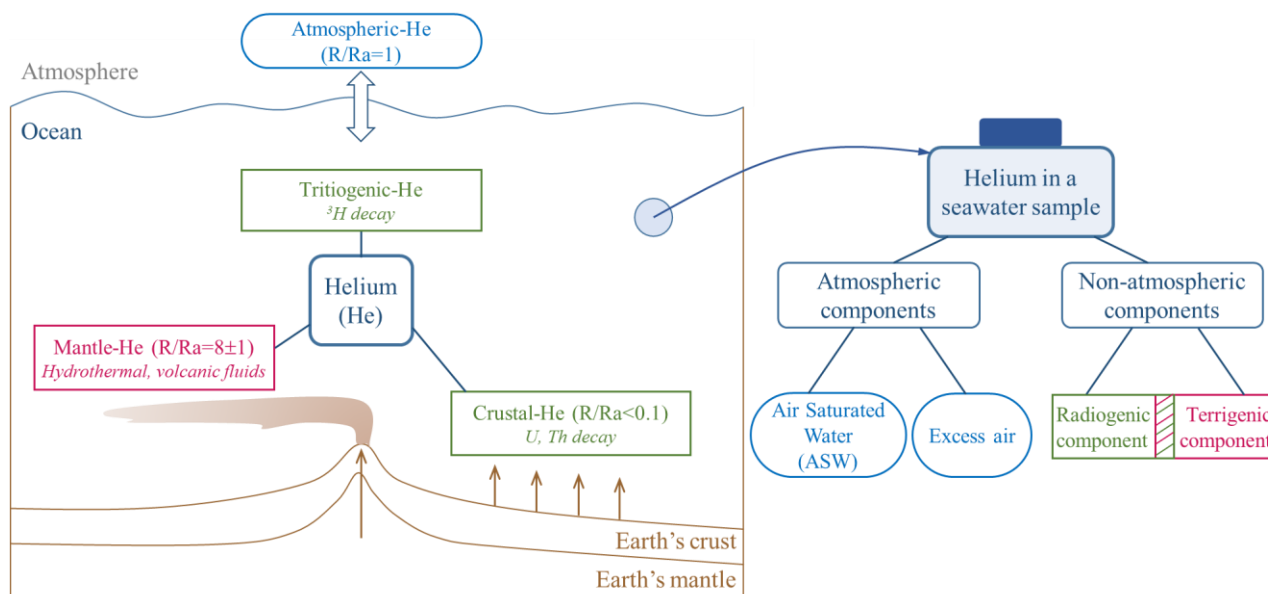 Atmospheric-He
(R/Ra=1)
Atmosphere
Ocean
Tritiogenic-He
³H decay
Helium
(He)
Mantle-He (R/Ra=8±1)
Hydrothermal, volcanic fluids
Crustal-He (R/Ra<0.1)
U, Th decay
Earth's crust
Earth's mantle
Helium in a
seawater sample
Atmospheric
components
Non-atmospheric
components
Air Saturated
Water
(ASW)
Excess air
Radiogenic
component
Terrigenic
component